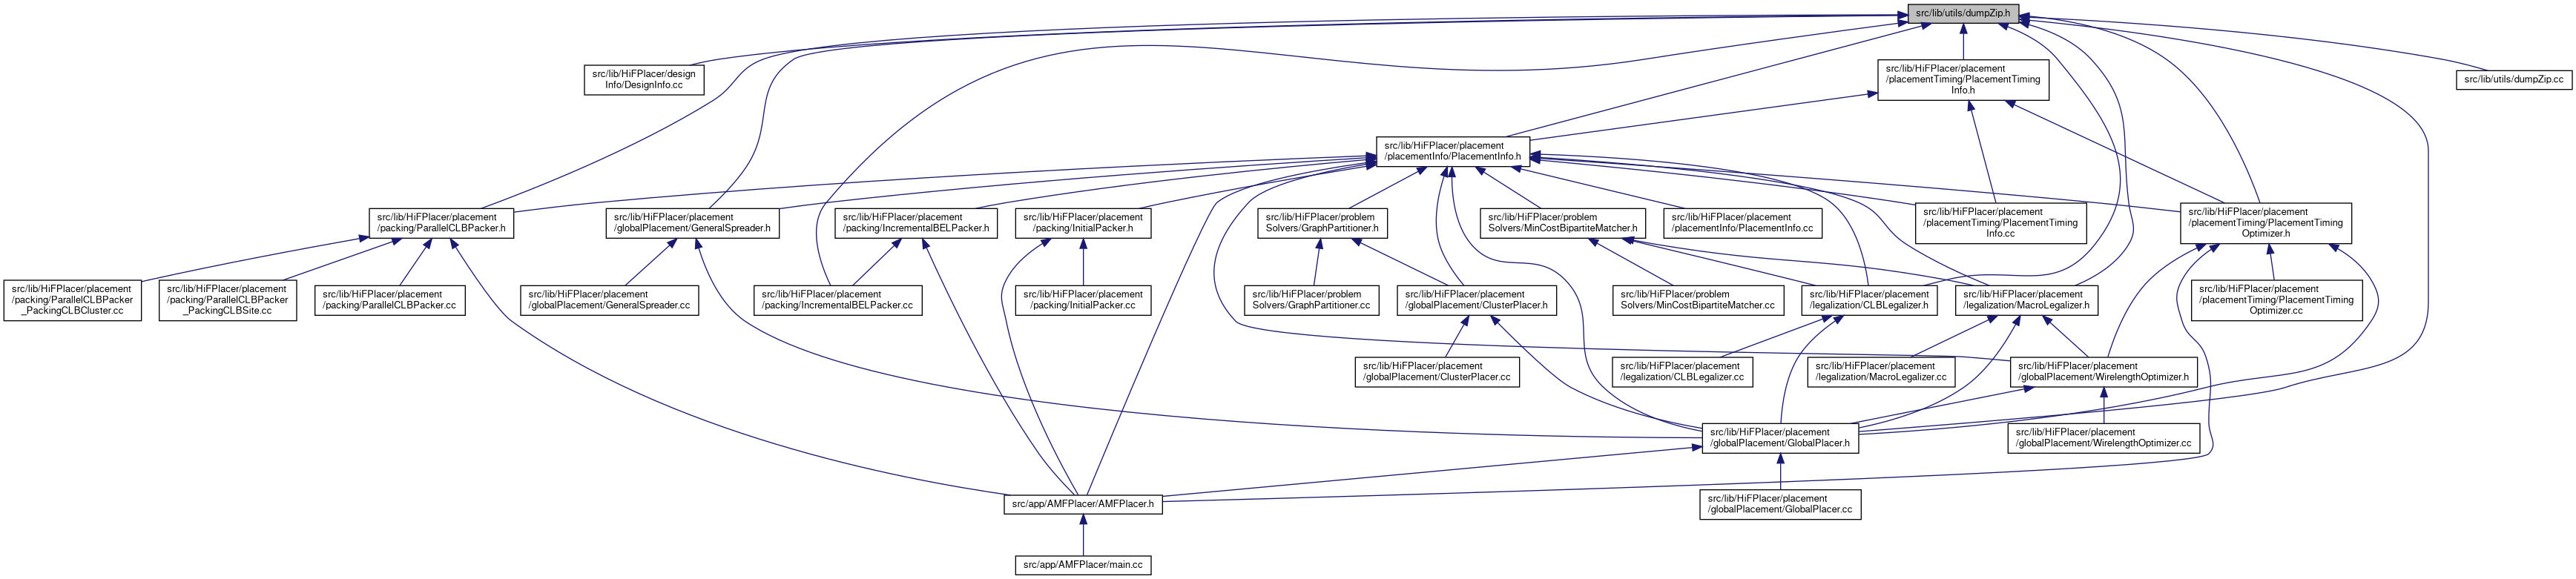 src/lib/utils/dumpZip.h
src/lib/HiFPlacer/design
Info/DesignInfo.cc
src/lib/HiFPlacer/placement
/placementTiming/PlacementTiming
Info.h
src/lib/utils/dumpZip.cc
src/lib/HiFPlacer/placement
/placementInfo/PlacementInfo.h
src/lib/HiFPlacer/placement
/packing/ParallelCLBPacker.h
src/lib/HiFPlacer/placement
/globalPlacement/GeneralSpreader.h
src/lib/HiFPlacer/placement
/packing/IncrementalBELPacker.h
src/lib/HiFPlacer/placement
/packing/InitialPacker.h
src/lib/HiFPlacer/problem
Solvers/GraphPartitioner.h
src/lib/HiFPlacer/problem
Solvers/MinCostBipartiteMatcher.h
src/lib/HiFPlacer/placement
/placementInfo/PlacementInfo.cc
src/lib/HiFPlacer/placement
/placementTiming/PlacementTiming
Info.cc
src/lib/HiFPlacer/placement
/placementTiming/PlacementTiming
Optimizer.h
src/lib/HiFPlacer/placement
/packing/ParallelCLBPacker
_PackingCLBCluster.cc
src/lib/HiFPlacer/placement
/packing/ParallelCLBPacker
_PackingCLBSite.cc
src/lib/HiFPlacer/placement
/packing/ParallelCLBPacker.cc
src/lib/HiFPlacer/placement
/globalPlacement/GeneralSpreader.cc
src/lib/HiFPlacer/placement
/packing/IncrementalBELPacker.cc
src/lib/HiFPlacer/placement
/packing/InitialPacker.cc
src/lib/HiFPlacer/problem
Solvers/GraphPartitioner.cc
src/lib/HiFPlacer/placement
/globalPlacement/ClusterPlacer.h
src/lib/HiFPlacer/problem
Solvers/MinCostBipartiteMatcher.cc
src/lib/HiFPlacer/placement
/legalization/CLBLegalizer.h
src/lib/HiFPlacer/placement
/legalization/MacroLegalizer.h
src/lib/HiFPlacer/placement
/placementTiming/PlacementTiming
Optimizer.cc
src/lib/HiFPlacer/placement
/globalPlacement/ClusterPlacer.cc
src/lib/HiFPlacer/placement
/legalization/CLBLegalizer.cc
src/lib/HiFPlacer/placement
/legalization/MacroLegalizer.cc
src/lib/HiFPlacer/placement
/globalPlacement/WirelengthOptimizer.h
src/lib/HiFPlacer/placement
/globalPlacement/GlobalPlacer.h
src/lib/HiFPlacer/placement
/globalPlacement/WirelengthOptimizer.cc
src/app/AMFPlacer/AMFPlacer.h
src/lib/HiFPlacer/placement
/globalPlacement/GlobalPlacer.cc
src/app/AMFPlacer/main.cc